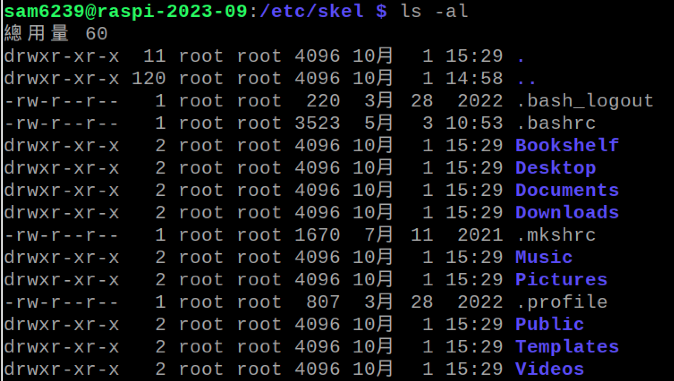 sam6239@raspi-2023-09:/etc/skel $ ls -al
總用量 60
drwxr-xr-x  11 root root 4096 10月  1 15:29 .
drwxr-xr-x 120 root root 4096 10月  1 14:58 ..
-rw-r--r--   1 root root  220  3月 28  2022 .bash_logout
-rw-r--r--   1 root root 3523  5月  3 10:53 .bashrc
drwxr-xr-x   2 root root 4096 10月  1 15:29 Bookshelf
drwxr-xr-x   2 root root 4096 10月  1 15:29 Desktop
drwxr-xr-x   2 root root 4096 10月  1 15:29 Documents
drwxr-xr-x   2 root root 4096 10月  1 15:29 Downloads
-rw-r--r--   1 root root 1670  7月 11  2021 .mkshrc
drwxr-xr-x   2 root root 4096 10月  1 15:29 Music
drwxr-xr-x   2 root root 4096 10月  1 15:29 Pictures
-rw-r--r--   1 root root  807  3月 28  2022 .profile
drwxr-xr-x   2 root root 4096 10月  1 15:29 Public
drwxr-xr-x   2 root root 4096 10月  1 15:29 Templates
drwxr-xr-x   2 root root 4096 10月  1 15:29 Videos